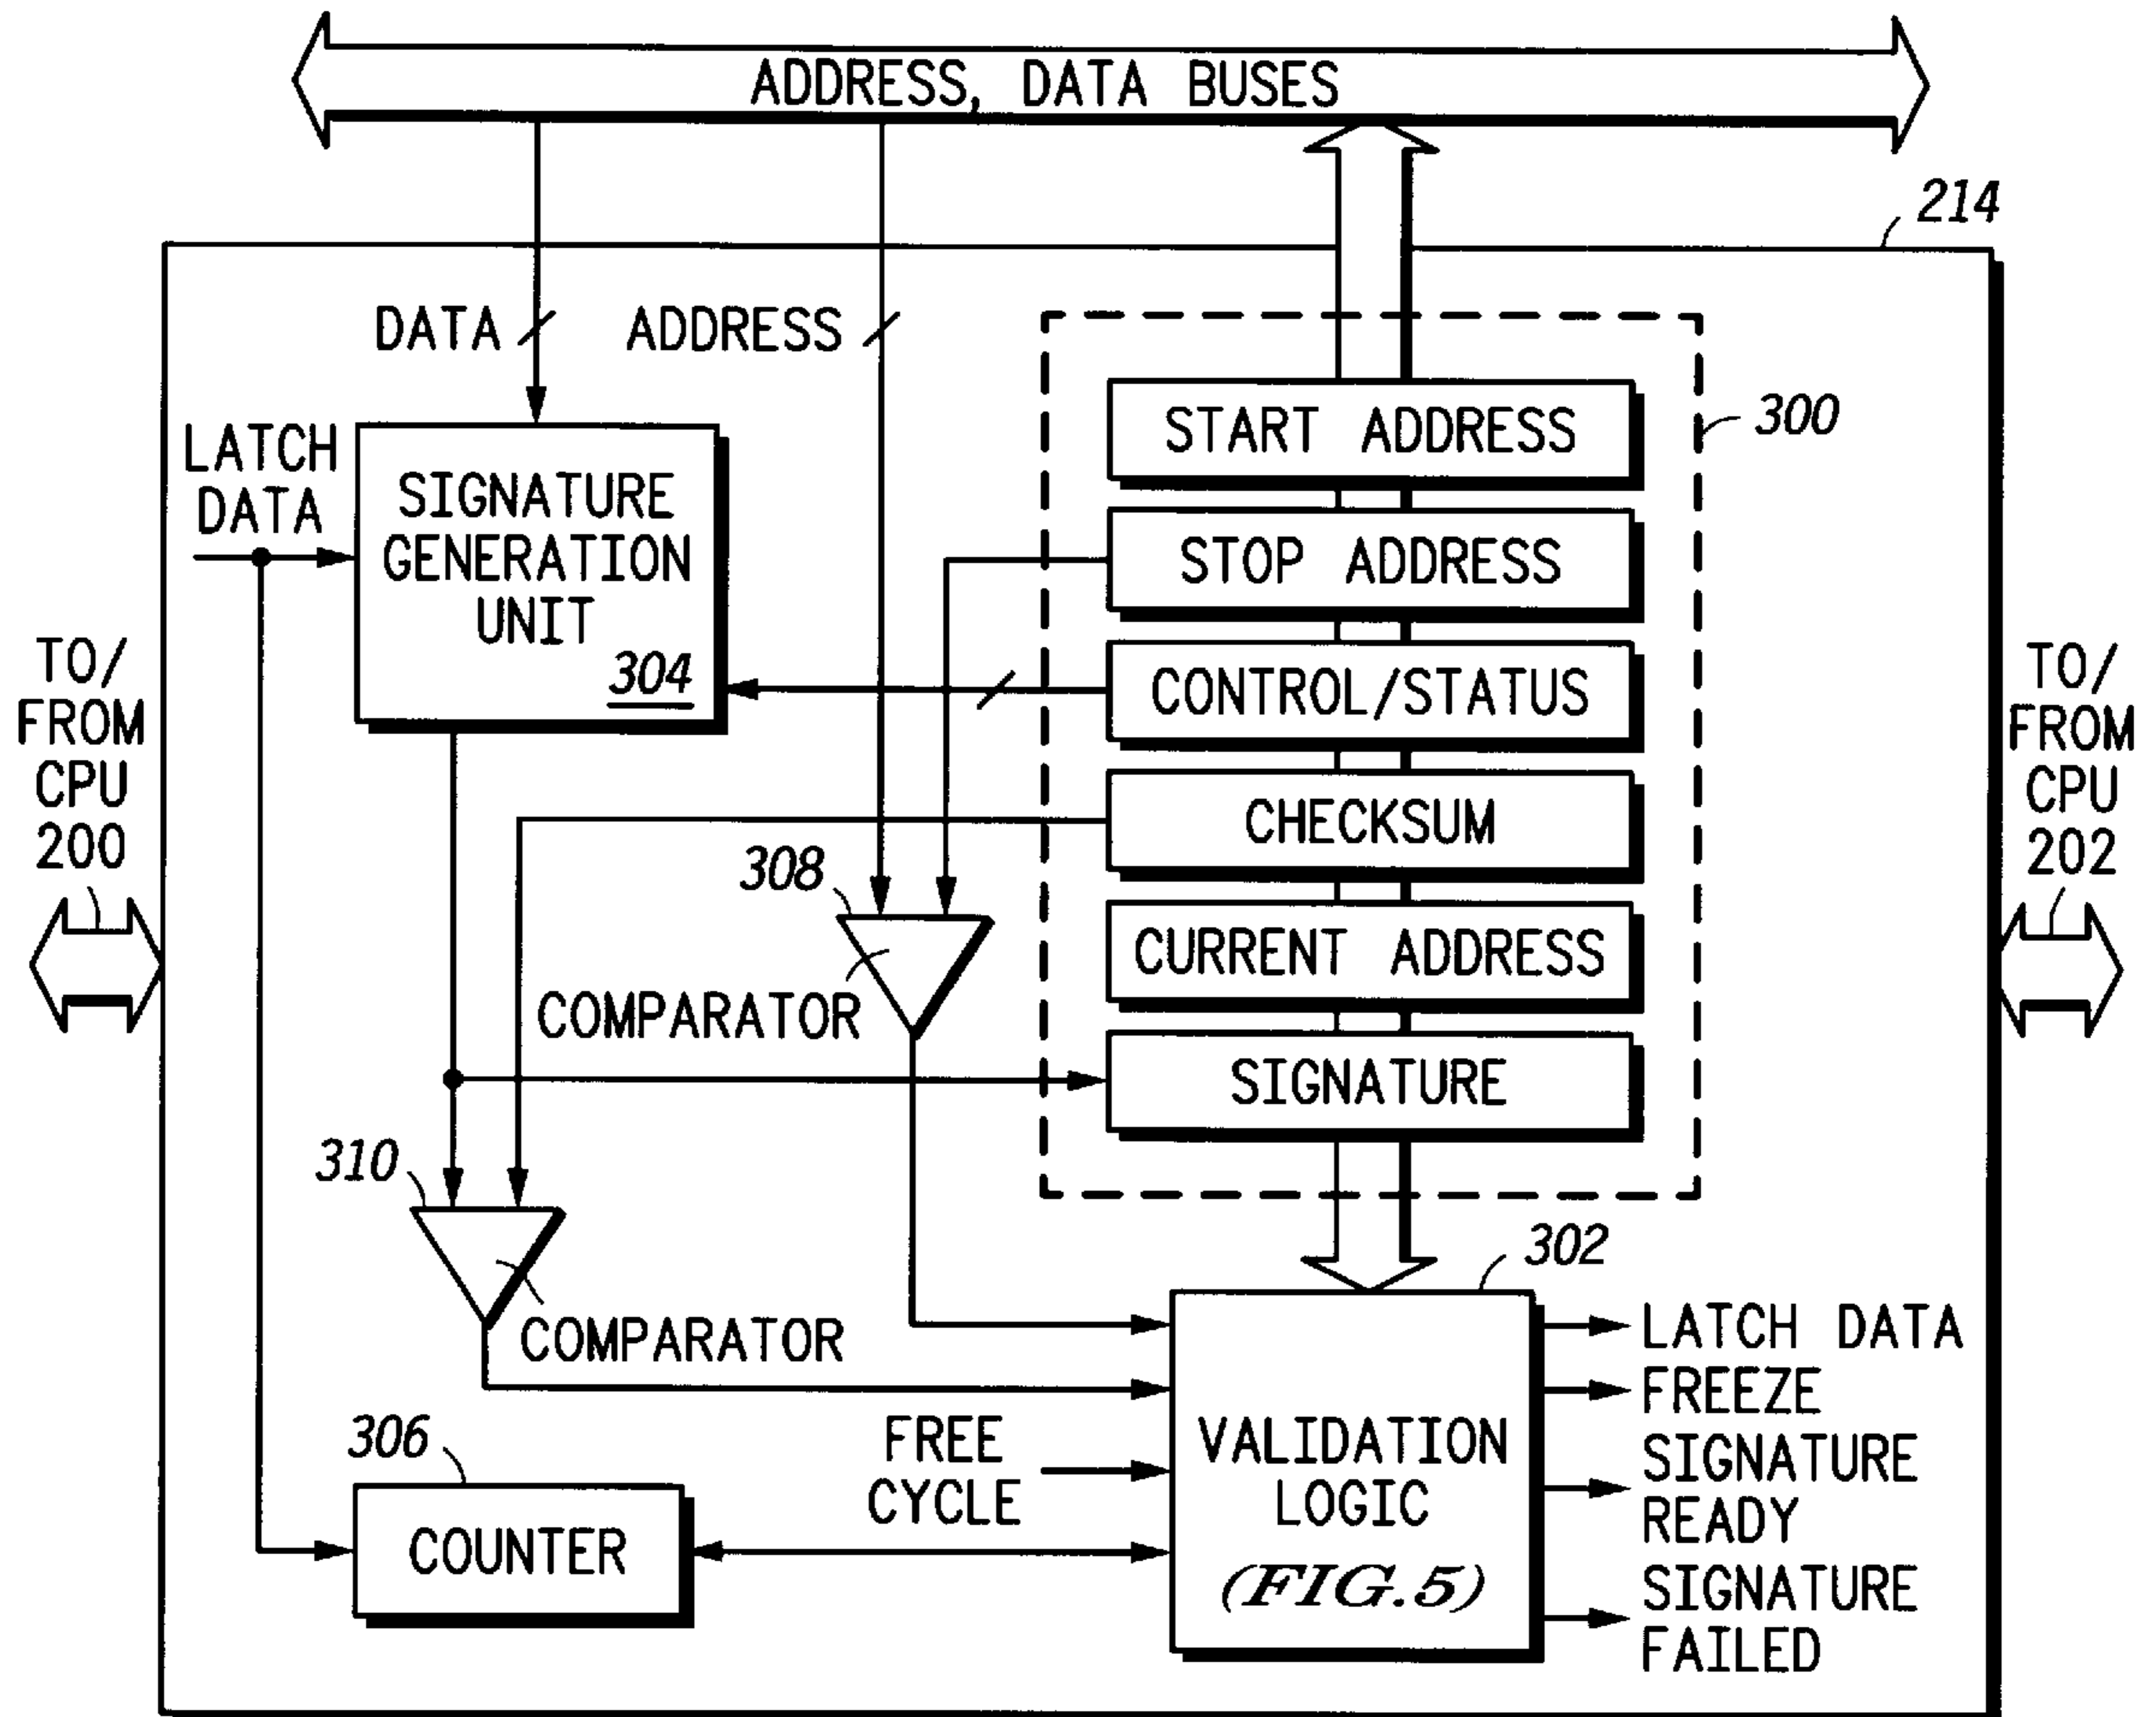 ADDRESS, DATA BUSES
214
DATA
ADDRESS
300
START ADDRESS
STOP ADDRESS
CONTROL/STATUS
CHECKSUM
CURRENT ADDRESS
SIGNATURE
LATCH
DATA
SIGNATURE
GENERATION
UNIT
304
TO/
FROM
CPU
200
TO/
FROM
CPU
202
308
COMPARATOR
310
COMPARATOR
302
306
COUNTER
FREE
CYCLE
VALIDATION
LOGIC
(FIG.5)
LATCH DATA
FREEZE
SIGNATURE
READY
SIGNATURE
FAILED